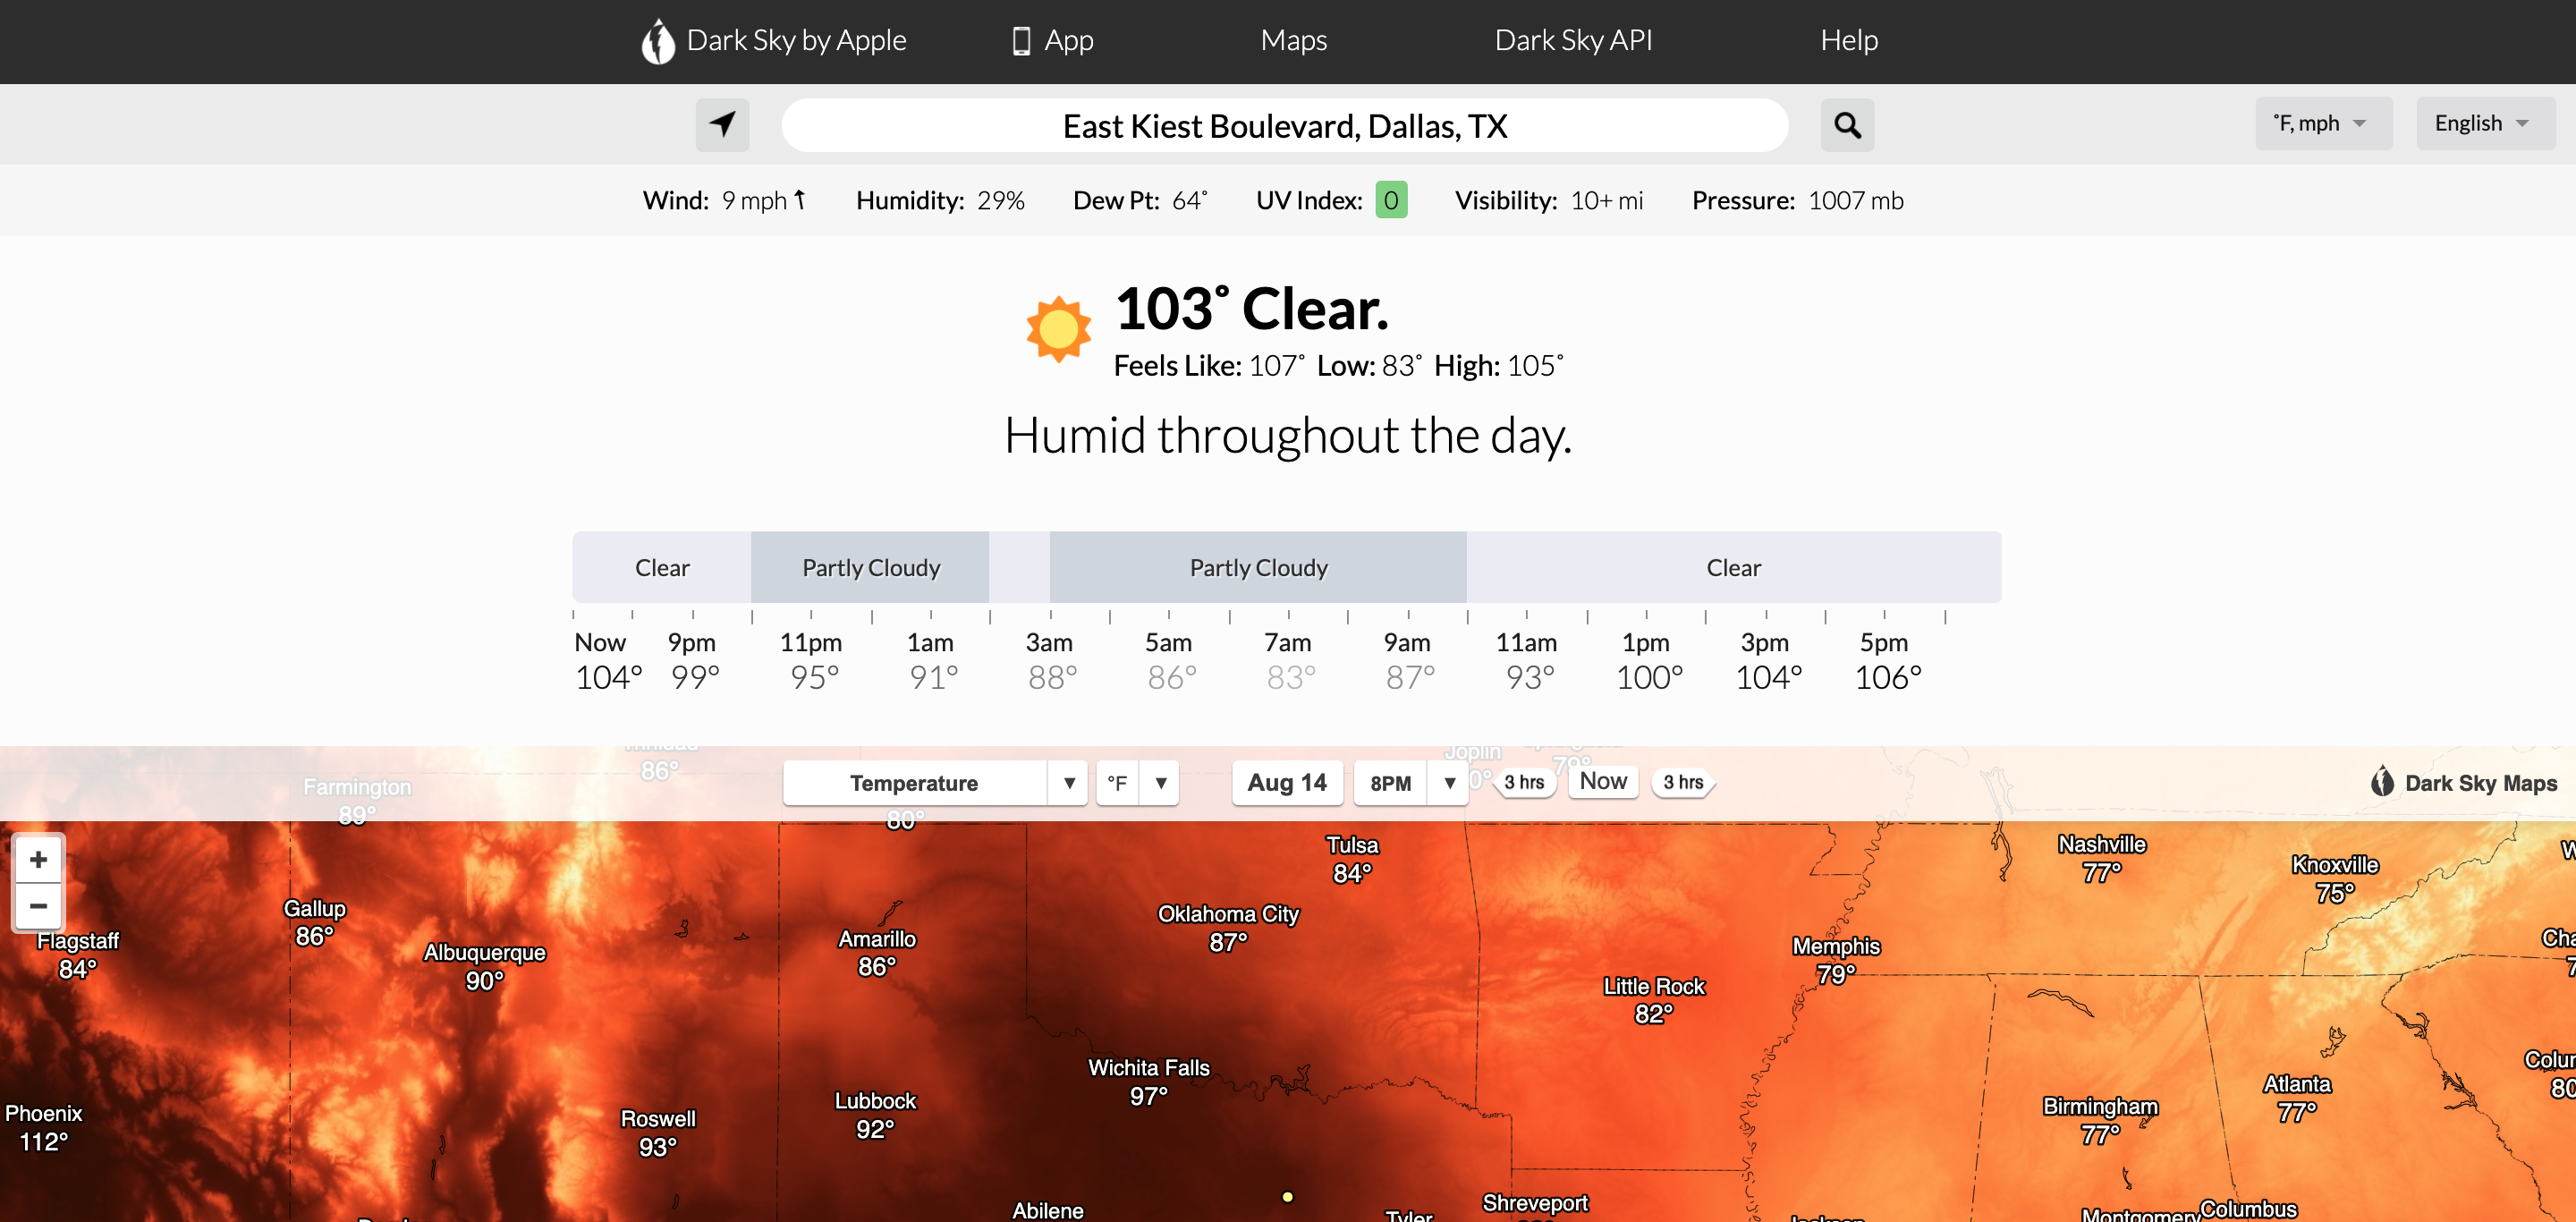 Dark Sky by Apple App Maps Dark Sky API Help
East Kiest Boulevard, Dallas, TX
˚F, mph English
Wind: 9 mph Humidity: 29% Dew Pt: 64˚ UV Index: 0 Visibility: 10+ mi Pressure: 1007 mb
103˚ Clear.
Feels Like: 107˚ Low: 83˚ High: 105˚
Humid throughout the day.
Clear Partly Cloudy Partly Cloudy Clear
Now 9pm 11pm 1am 3am 5am 7am 9am 11am 1pm 3pm 5pm
104° 99° 95° 91° 88° 86° 83° 87° 93° 100° 104° 106°
Joplin
86°
79°
Temperature ˚F Aug 14 8PM 3 hrs Now 3 hrs Dark Sky Maps
Farmington
89°
80°
+
−
Tulsa
84°
Nashville
77°
Knoxville
75°
Gallup
86°
Oklahoma City
87°
Flagstaff
84°
Amarillo
86°
Albuquerque
90°
Memphis
79°
Little Rock
82°
Wichita Falls
97°
Atlanta
77°
Lubbock
92°
Birmingham
77°
Phoenix
112°
Roswell
93°
Shreveport
Abilene
Tyler
Montgomery
Columbus